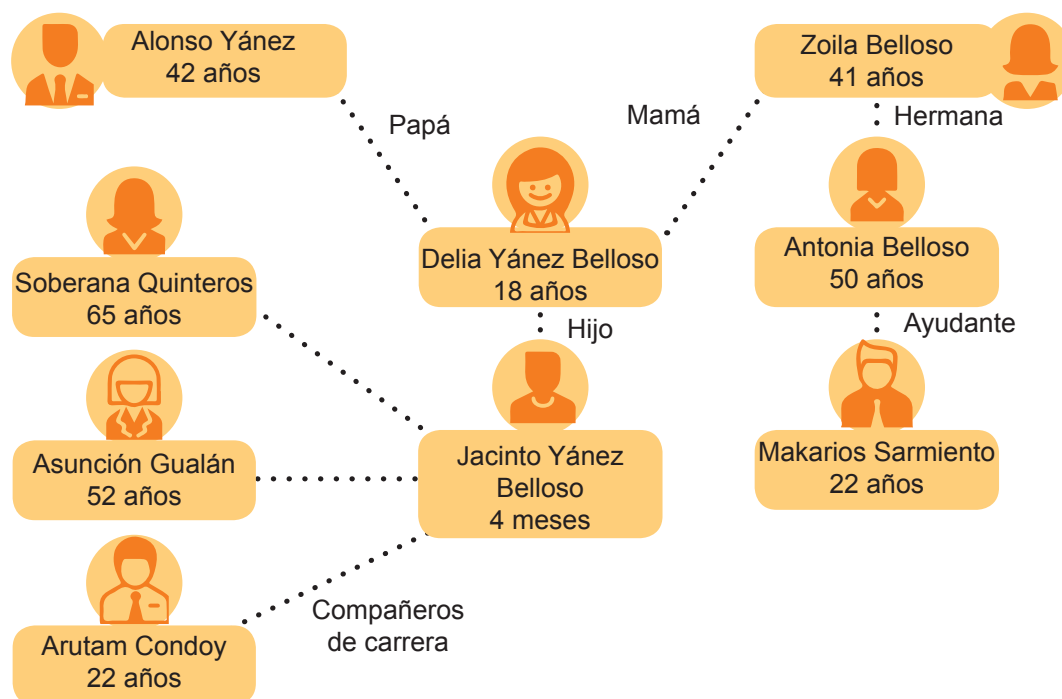 Alonso Yánez
42 años
Zoila Belloso
41 años
Papá
Mamá
Hermana
Soberana Quinteros
65 años
Delia Yánez Belloso
18 años
Antonia Belloso
50 años
Hijo
Ayudante
Asunción Gualán
52 años
Jacinto Yánez
Belloso
4 meses
Makarios Sarmiento
22 años
Compañeros
de carrera
Arutam Condoy
22 años